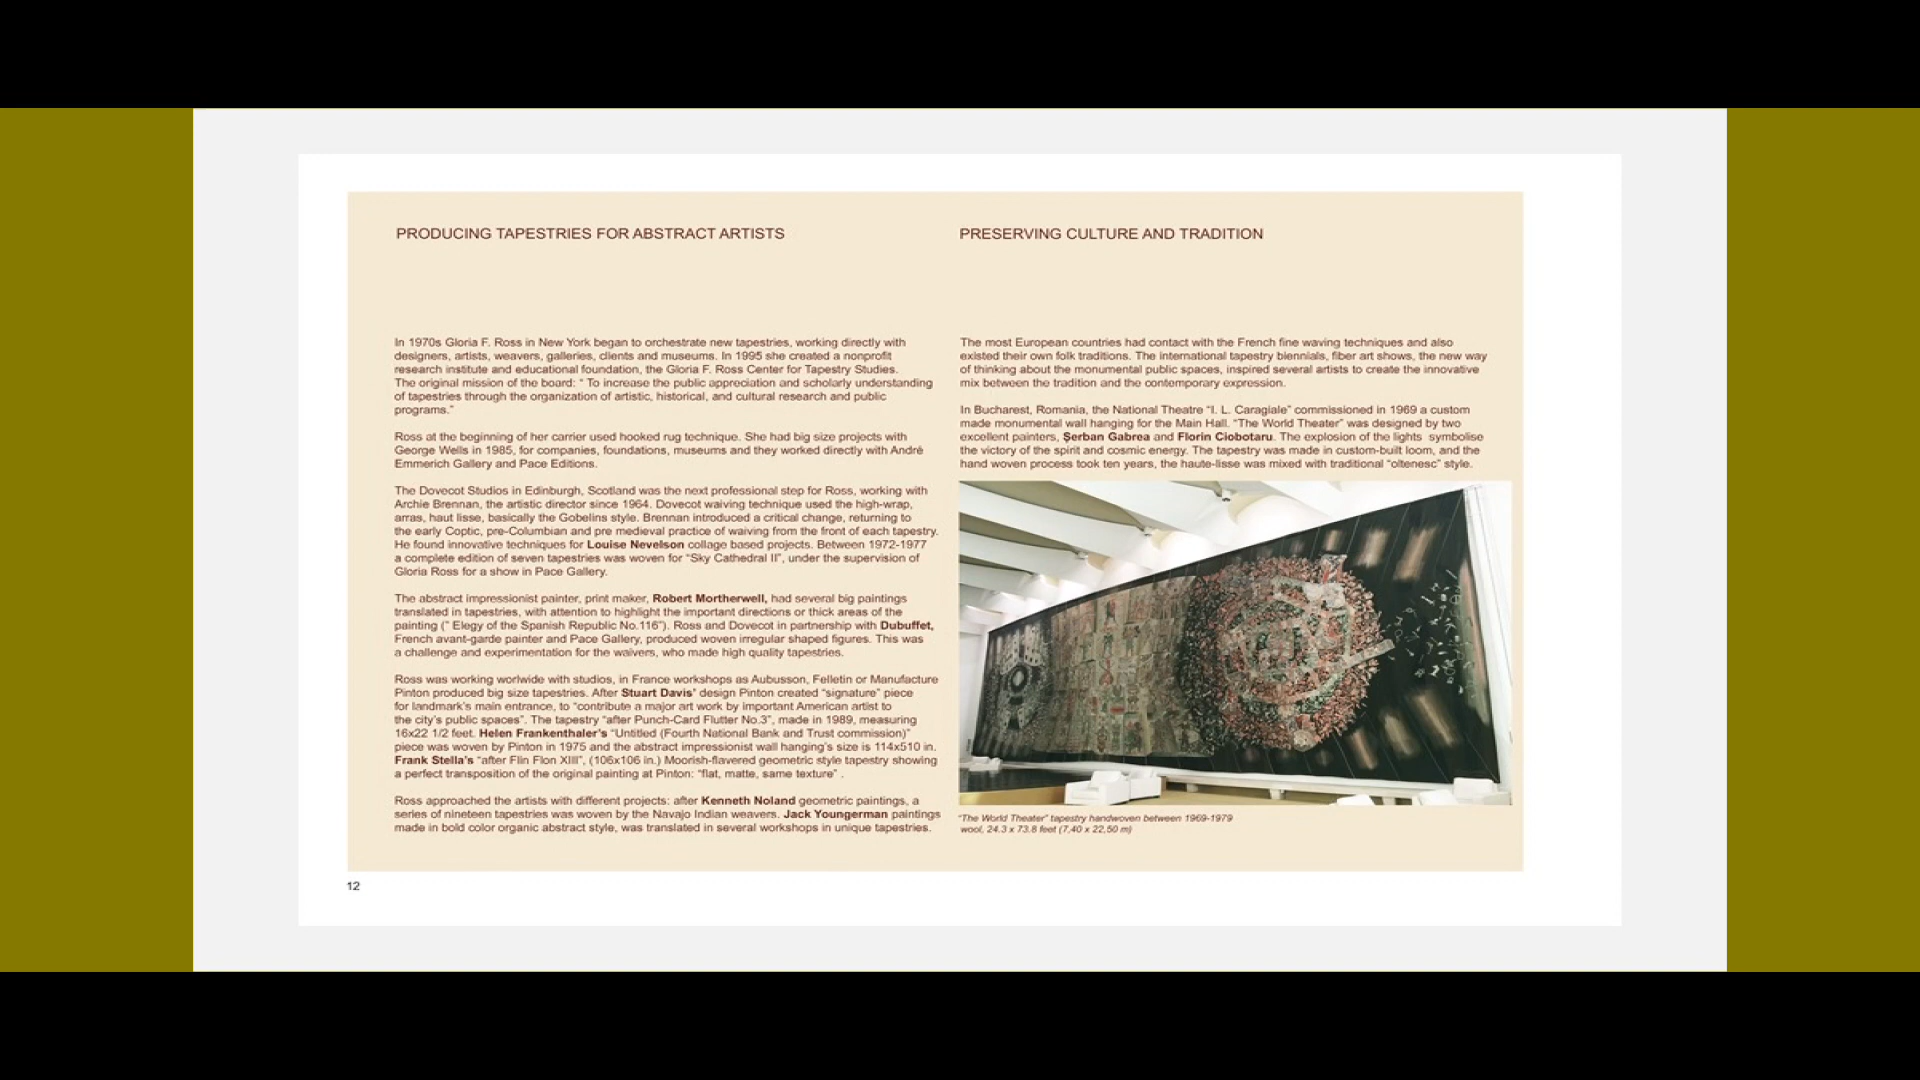 PRODUCING TAPESTRIES FOR ABSTRACT ARTISTS
In 1970s Gloria F. Ross in New York began to orchestrate new tapestries, working directly with
designers, artists, weavers, galleries, clients and museums. In 1995 she created a nonprofit
research institute and educational foundation, the Gloria F. Ross Center for Tapestry Studies.
The original mission of the board: “ To increase the public appreciation and scholarly understanding
of tapestries through the organization of artistic, historical, and cultural research and public
programs.”
Ross at the beginning of her carrier used hooked rug technique. She had big size projects with
George Wells in 1985, for companies, foundations, museums and they worked directly with André
Emmerich Gallery and Pace Editions.
The Dovecot Studios in Edinburgh, Scotland was the next professional step for Ross, working with
Archie Brennan, the artistic director since 1964. Dovecot waiving technique used the high-wrap,
arras, haut lisse, basically the Gobelins style. Brennan introduced a critical change, returning to
the early Coptic, pre-Columbian and pre medieval practice of waiving from the front of each tapestry.
He found innovative techniques for Louise Nevelson collage based projects. Between 1972-1977
a complete edition of seven tapestries was woven for “Sky Cathedral II”, under the supervision of
Gloria Ross for a show in Pace Gallery.
The abstract impressionist painter, print maker, Robert Mortherwell, had several big paintings
translated in tapestries, with attention to highlight the important directions or thick areas of the
painting (” Elegy of the Spanish Republic No.116”). Ross and Dovecot in partnership with Dubuffet,
French avant-garde painter and Pace Gallery, produced woven irregular shaped figures. This was
a challenge and experimentation for the waivers, who made high quality tapestries.
Ross was working worlwide with studios, in France workshops as Aubusson, Felletin or Manufacture
Pinton produced big size tapestries. After Stuart Davis’ design Pinton created “signature” piece
for landmark’s main entrance, to “contribute a major art work by important American artist to
the city’s public spaces”. The tapestry “after Punch-Card Flutter No.3”, made in 1989, measuring
16x22 1/2 feet. Helen Frankenthaler’s “Untitled (Fourth National Bank and Trust commission)”
piece was woven by Pinton in 1975 and the abstract impressionist wall hanging’s size is 114x510 in.
Frank Stella’s “after Flin Flon XIII”, (106x106 in.) Moorish-flavered geometric style tapestry showing
a perfect transposition of the original painting at Pinton: “flat, matte, same texture” .
Ross approached the artists with different projects: after Kenneth Noland geometric paintings, a
series of nineteen tapestries was woven by the Navajo Indian weavers. Jack Youngerman paintings
made in bold color organic abstract style, was translated in several workshops in unique tapestries.
PRESERVING CULTURE AND TRADITION
The most European countries had contact with the French fine waving techniques and also
existed their own folk traditions. The international tapestry biennials, fiber art shows, the new way
of thinking about the monumental public spaces, inspired several artists to create the innovative
mix between the tradition and the contemporary expression.
In Bucharest, Romania, the National Theatre “I. L. Caragiale” commissioned in 1969 a custom
made monumental wall hanging for the Main Hall. “The World Theater” was designed by two
excellent painters, Şerban Gabrea and Florin Ciobotaru. The explosion of the lights symbolise
the victory of the spirit and cosmic energy. The tapestry was made in custom-built loom, and the
hand woven process took ten years, the haute-lisse was mixed with traditional “oltenesc” style.
“The World Theater” tapestry handwoven between 1969-1979
wool, 24.3 x 73.8 feet (7,40 x 22,50 m)
12